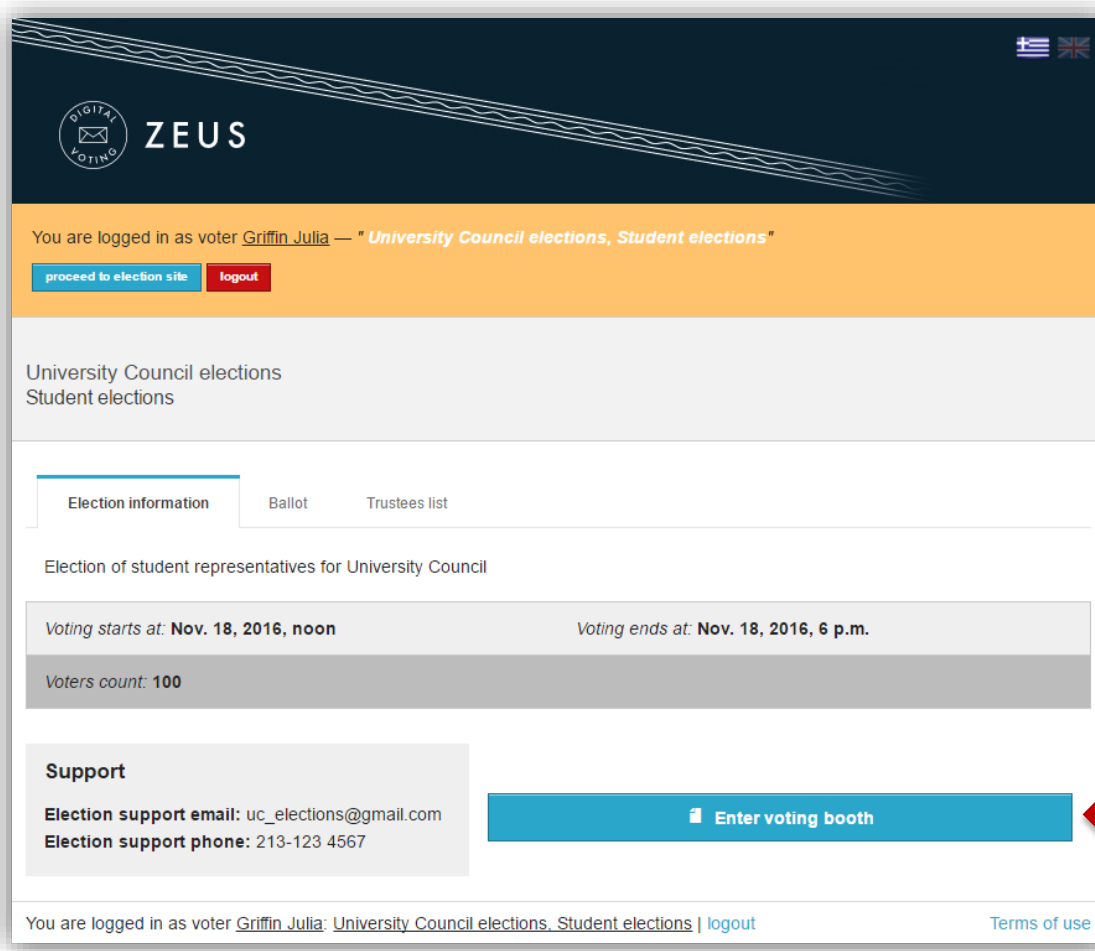 DIGITAL VOTING
ZEUS
You are logged in as voter Griffin Julia — " University Council elections, Student elections"
proceed to election site logout
University Council elections
Student elections
Election information Ballot Trustees list
Election of student representatives for University Council
Voting starts at: Nov. 18, 2016, noon Voting ends at: Nov. 18, 2016, 6 p.m.
Voters count: 100
Support
Election support email: uc_elections@gmail.com
Election support phone: 213-123 4567
Enter voting booth
You are logged in as voter Griffin Julia: University Council elections, Student elections | logout Terms of use